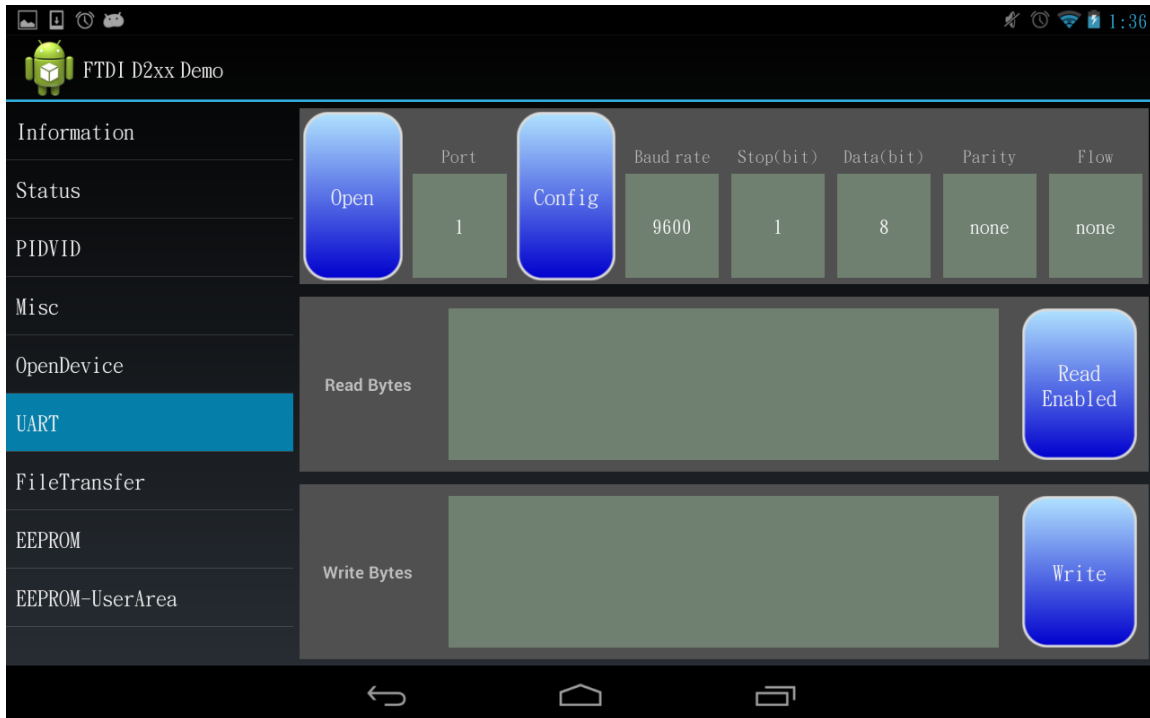 1:36
FTDI D2xx Demo
Information
Status
PIDVID
Misc
OpenDevice
UART
FileTransfer
EEPROM
EEPROM-UserArea
Open
Port
1
Config
Baud rate
9600
Stop(bit)
1
Data(bit)
8
Parity
none
Flow
none
Read Bytes
Read
Enabled
Write Bytes
Write